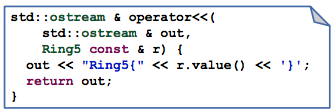 std::ostream & operator<<(
    std::ostream & out,
    Ring5 const & r) {
  out << "Ring5{" << r.value() << '}';
  return out;
}